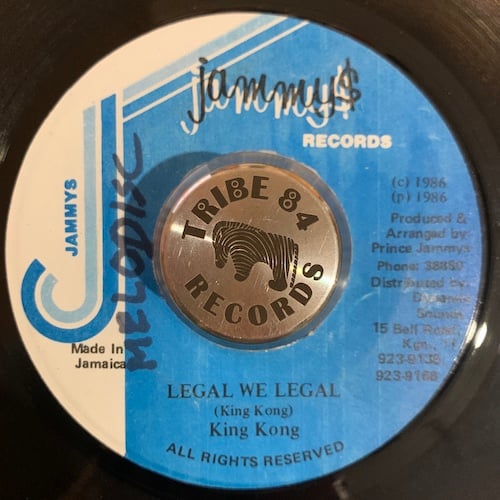 jammy$
jammy$
RECORDS
JAMMYS
MELODISC
TRIBE 84
RECORDS
(c) 1986
(p) 1986
Produced &
Arranged by
Prince Jammys
Phone:
Distributed by:
Dynamic
Sounds
15 Bell Road,
Kgn. 11
923-9138
923-9168
Made In
Jamaica
LEGAL WE LEGAL
(King Kong)
King Kong
ALL RIGHTS RESERVED